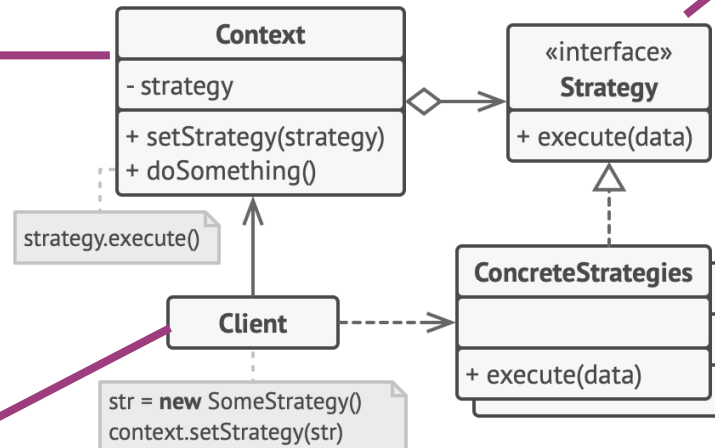 Context
- strategy
+ setStrategy(strategy)
+ doSomething()
strategy.execute()
«interface»
Strategy
+ execute(data)
ConcreteStrategies
+ execute(data)
Client
str = new SomeStrategy()
context.setStrategy(str)